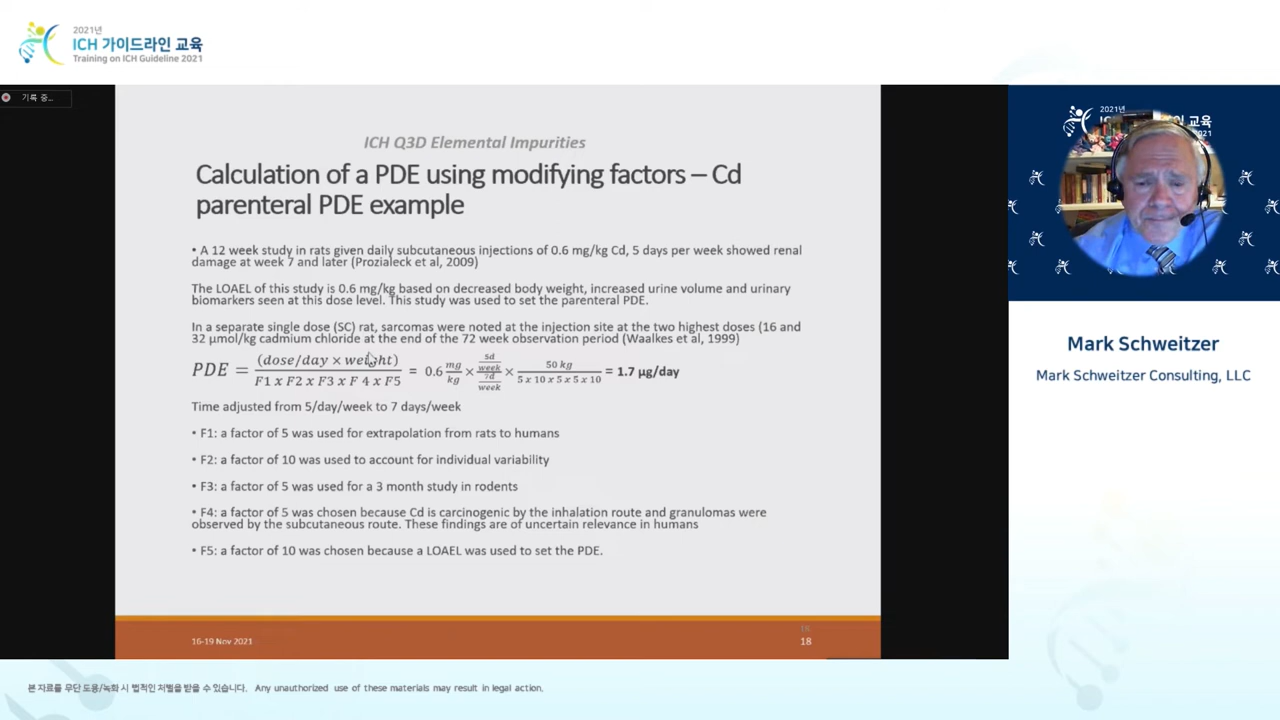 2021년
ICH 가이드라인 교육
Training on ICH Guideline 2021
기록 중...
ICH Q3D Elemental Impurities
Calculation of a PDE using modifying factors – Cd
parenteral PDE example
• A 12 week study in rats given daily subcutaneous injections of 0.6 mg/kg Cd, 5 days per week showed renal
damage at week 7 and later (Prozialeck et al, 2009)
The LOAEL of this study is 0.6 mg/kg based on decreased body weight, increased urine volume and urinary
biomarkers seen at this dose level. This study was used to set the parenteral PDE.
In a separate single dose (SC) rat, sarcomas were noted at the injection site at the two highest doses (16 and
32 µmol/kg cadmium chloride at the end of the 72 week observation period (Waalkes et al, 1999)
PDE = (dose/day × weight) / F1 x F2 x F3 x F 4 x F5 = 0.6 mg/kg × 5d/week / 7d/week × 50 kg / 5 x 10 x 5 x 5 x 10 = 1.7 µg/day
Time adjusted from 5/day/week to 7 days/week
• F1: a factor of 5 was used for extrapolation from rats to humans
• F2: a factor of 10 was used to account for individual variability
• F3: a factor of 5 was used for a 3 month study in rodents
• F4: a factor of 5 was chosen because Cd is carcinogenic by the inhalation route and granulomas were
observed by the subcutaneous route. These findings are of uncertain relevance in humans
• F5: a factor of 10 was chosen because a LOAEL was used to set the PDE.
16-19 Nov 2021
18
2021년
교육
Mark Schweitzer
Mark Schweitzer Consulting, LLC
본 자료를 무단 도용/녹화 시 법적인 처벌을 받을 수 있습니다. Any unauthorized use of these materials may result in legal action.